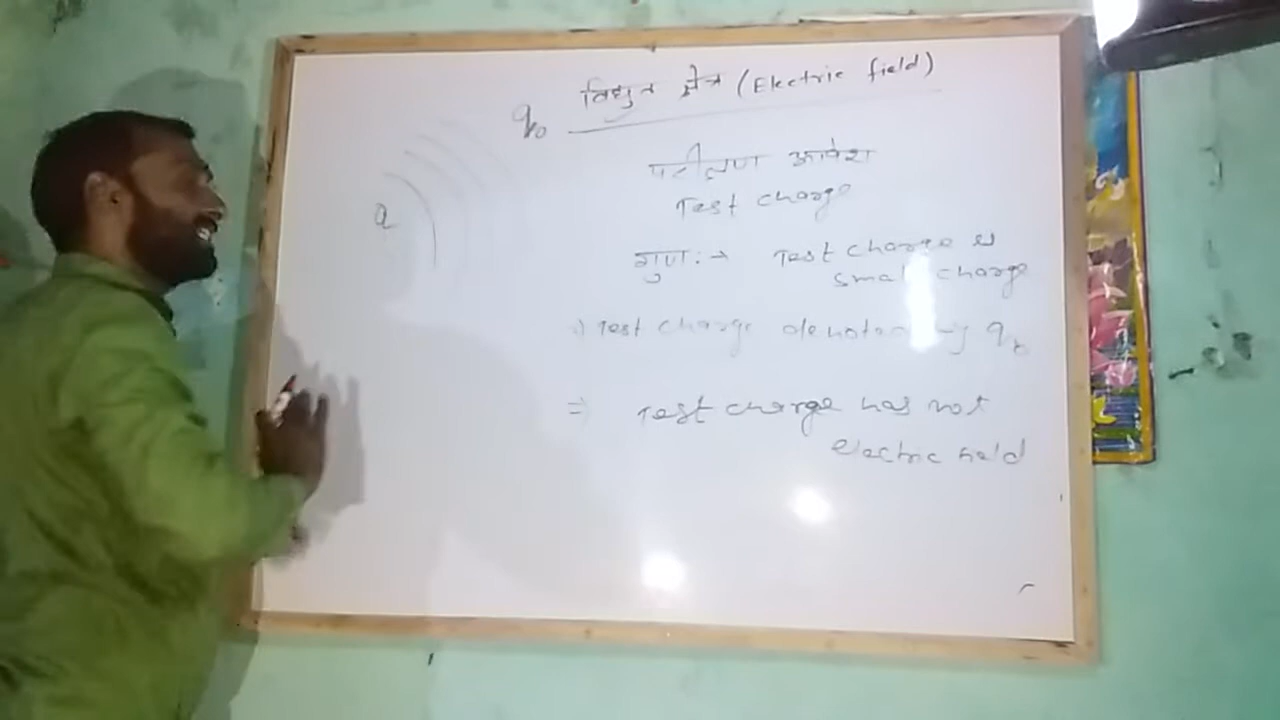 विद्युत क्षेत्र (Electric field)
q₀
परीक्षण आवेश
Test charge
q
गुण :→ Test charge is
small charge
Test charge denoted by q₀
⇒ Test charge has not
electric field